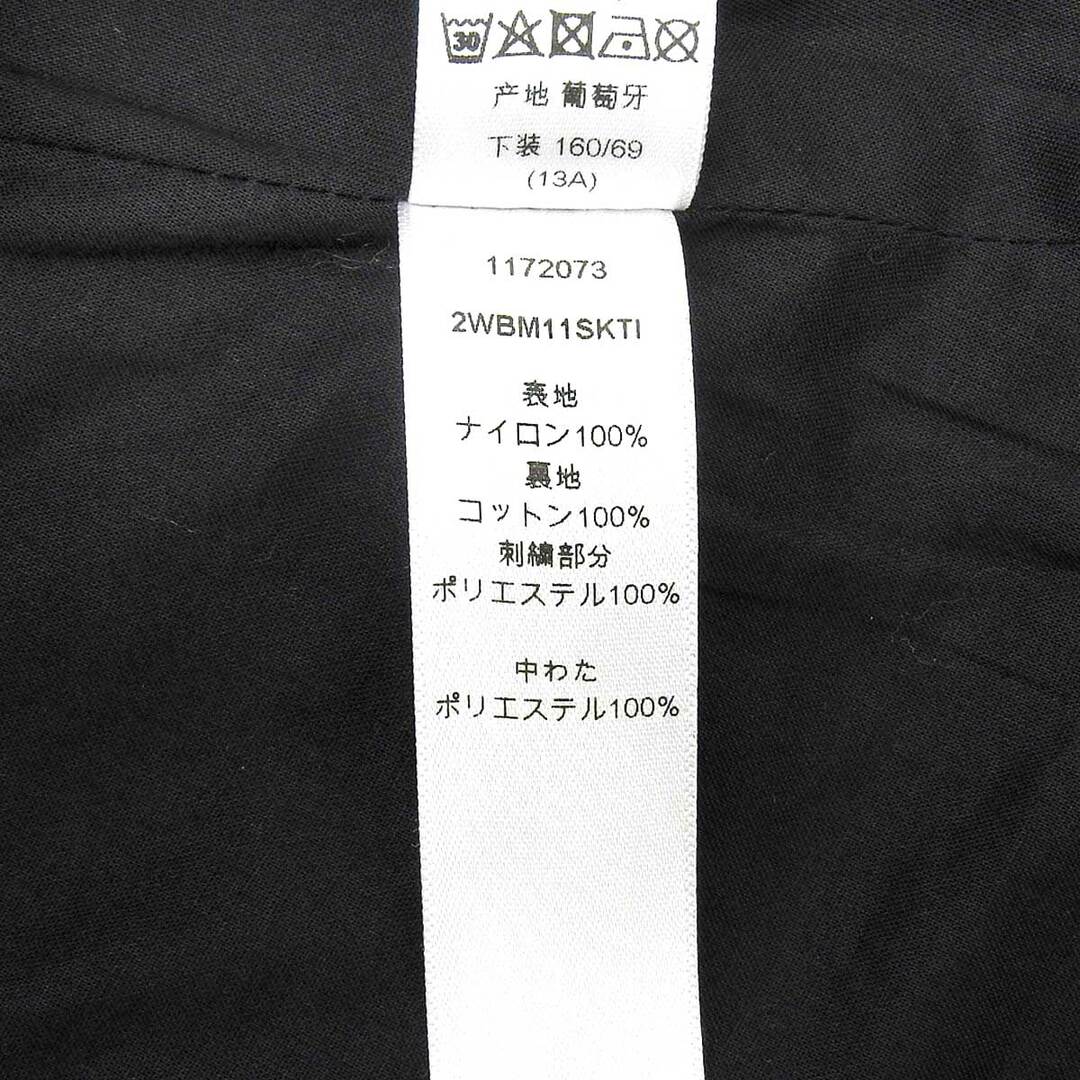 30
产地 葡萄牙
下装 160/69
(13A)
1172073
2WBM11SKTI
表地
ナイロン100%
裏地
コットン100%
刺繍部分
ポリエステル100%
中わた
ポリエステル100%